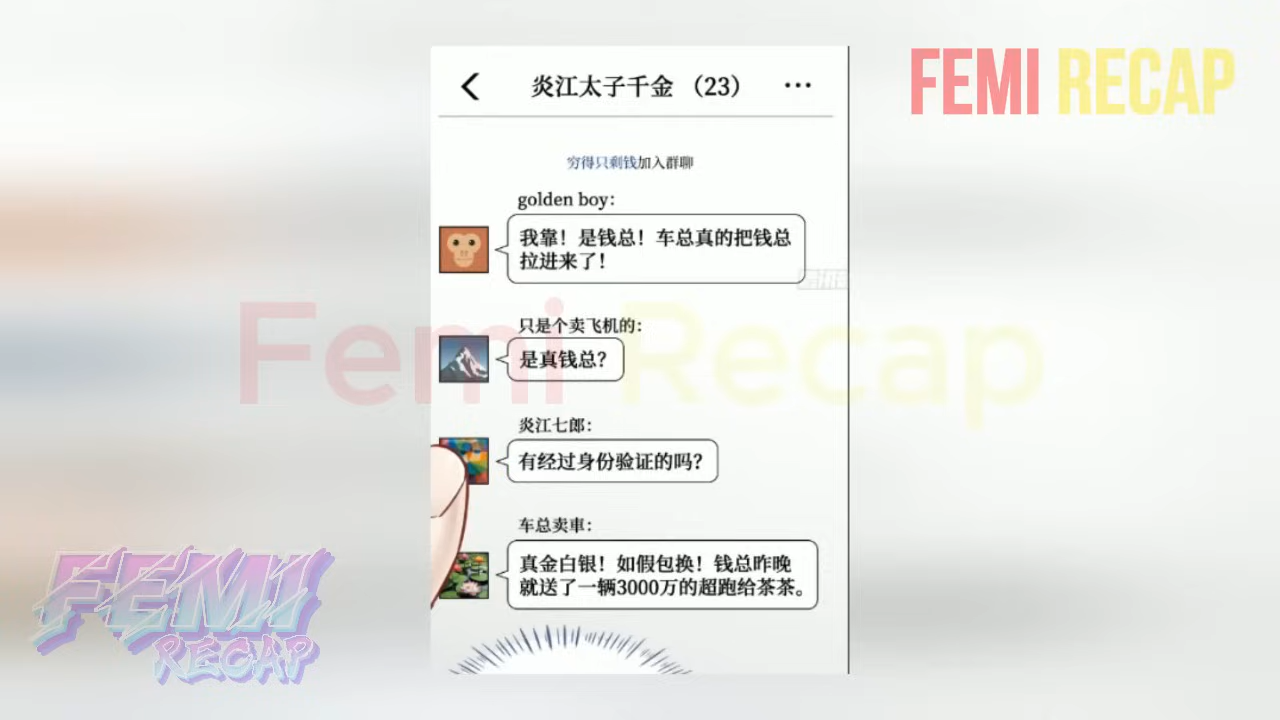 FEMI RECAP
炎江太子千金 (23)
穷得只剩钱加入群聊
golden boy:
我靠！是钱总！车总真的把钱总
拉进来了！
只是个卖飞机的:
是真钱总？
炎江七郎:
有经过身份验证的吗？
车总卖車:
真金白银！如假包换！钱总昨晚
就送了一辆3000万的超跑给茶茶。
Femi Recap
FEMI
RECAP